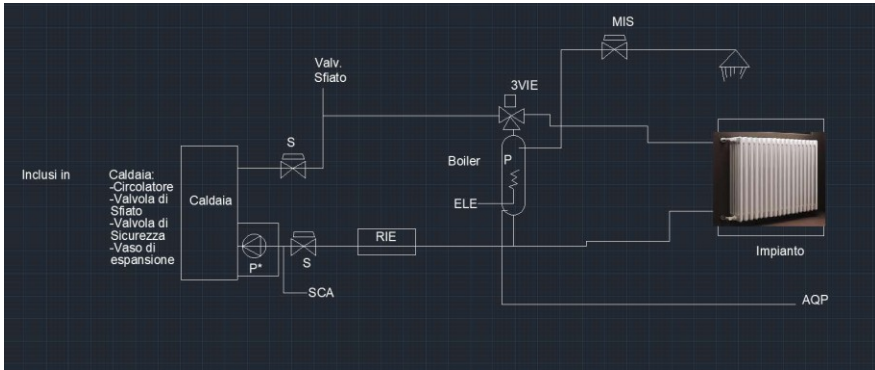 MIS
Valv.
Sfiato
3VIE
S
Boiler
P
Inclusi in
Caldaia:
-Circolatore
-Valvola di
Sfiato
-Valvola di
Sicurezza
-Vaso di
espansione
Caldaia
ELE
RIE
P*
S
SCA
Impianto
AQP